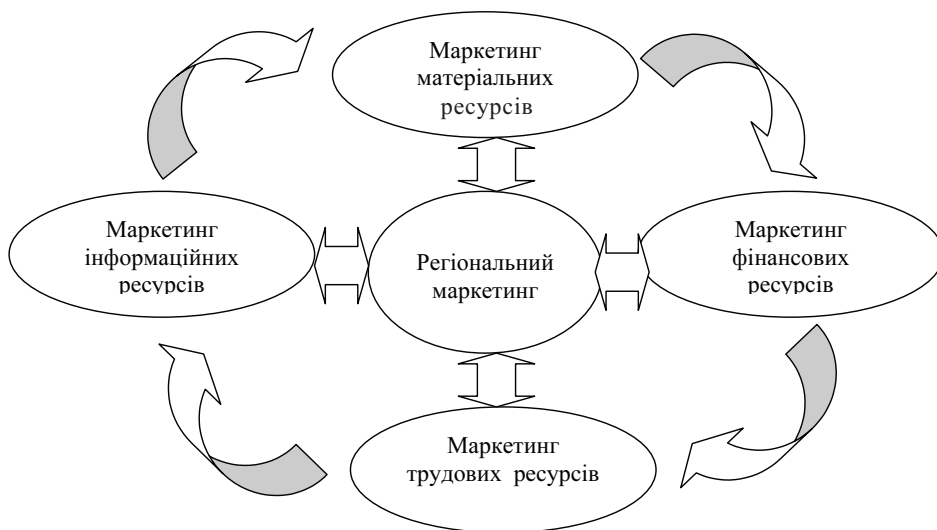 Маркетинг
матеріальних
ресурсів
Маркетинг
інформаційних
ресурсів
Регіональний
маркетинг
Маркетинг
фінансових
ресурсів
Маркетинг
трудових ресурсів